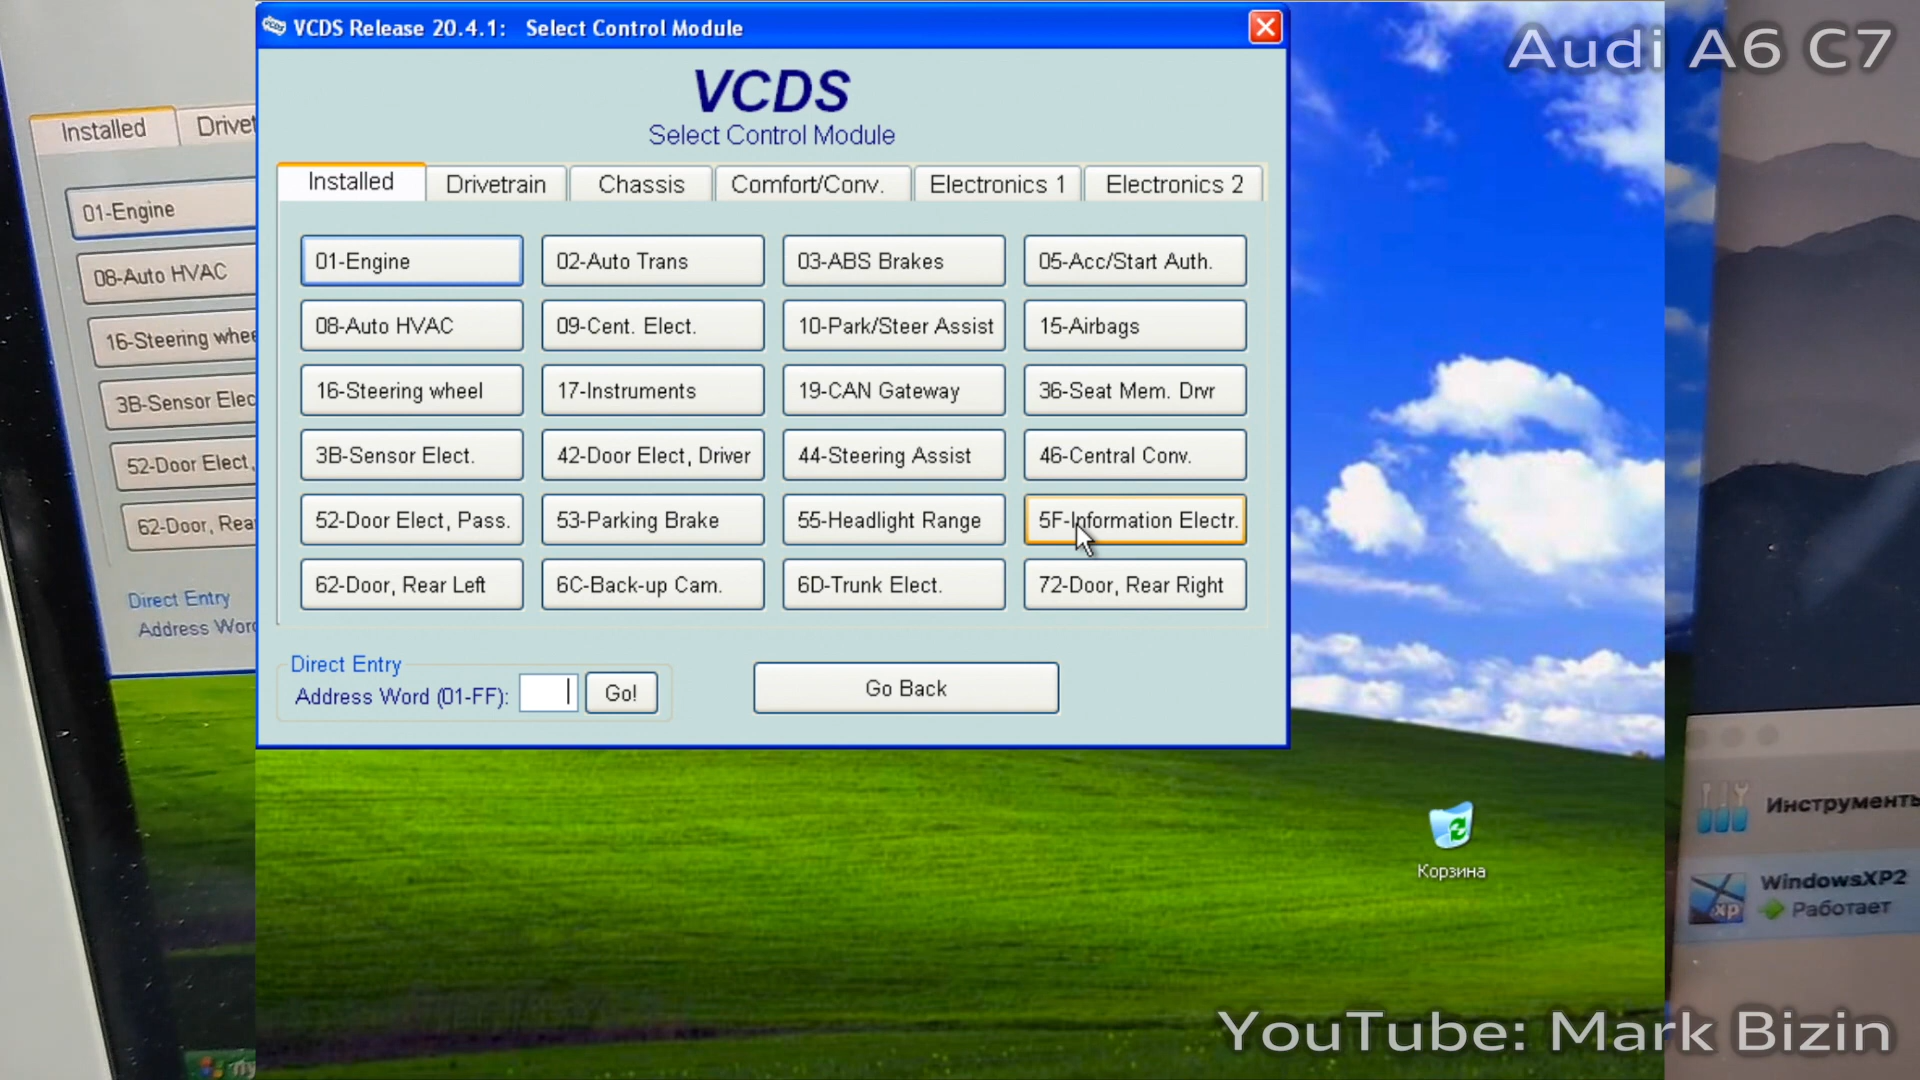 VCDS Release 20.4.1: Select Control Module
Audi A6 C7
VCDS
Select Control Module
Installed
Drivetrain
Chassis
Comfort/Conv.
Electronics 1
Electronics 2
01-Engine
02-Auto Trans
03-ABS Brakes
05-Acc/Start Auth.
08-Auto HVAC
09-Cent. Elect.
10-Park/Steer Assist
15-Airbags
16-Steering wheel
17-Instruments
19-CAN Gateway
36-Seat Mem. Drvr
3B-Sensor Elect.
42-Door Elect, Driver
44-Steering Assist
46-Central Conv.
52-Door Elect, Pass.
53-Parking Brake
55-Headlight Range
5F-Information Electr.
62-Door, Rear Left
6C-Back-up Cam.
6D-Trunk Elect.
72-Door, Rear Right
Direct Entry
Address Word (01-FF):
Go!
Go Back
Корзина
Installed
Drivet
01-Engine
08-Auto HVAC
16-Steering whee
3B-Sensor Elec
52-Door Elect,
62-Door, Rea
Direct Entry
Address Word
Инструменты
xp
WindowsXP2
Работает
YouTube: Mark Bizin